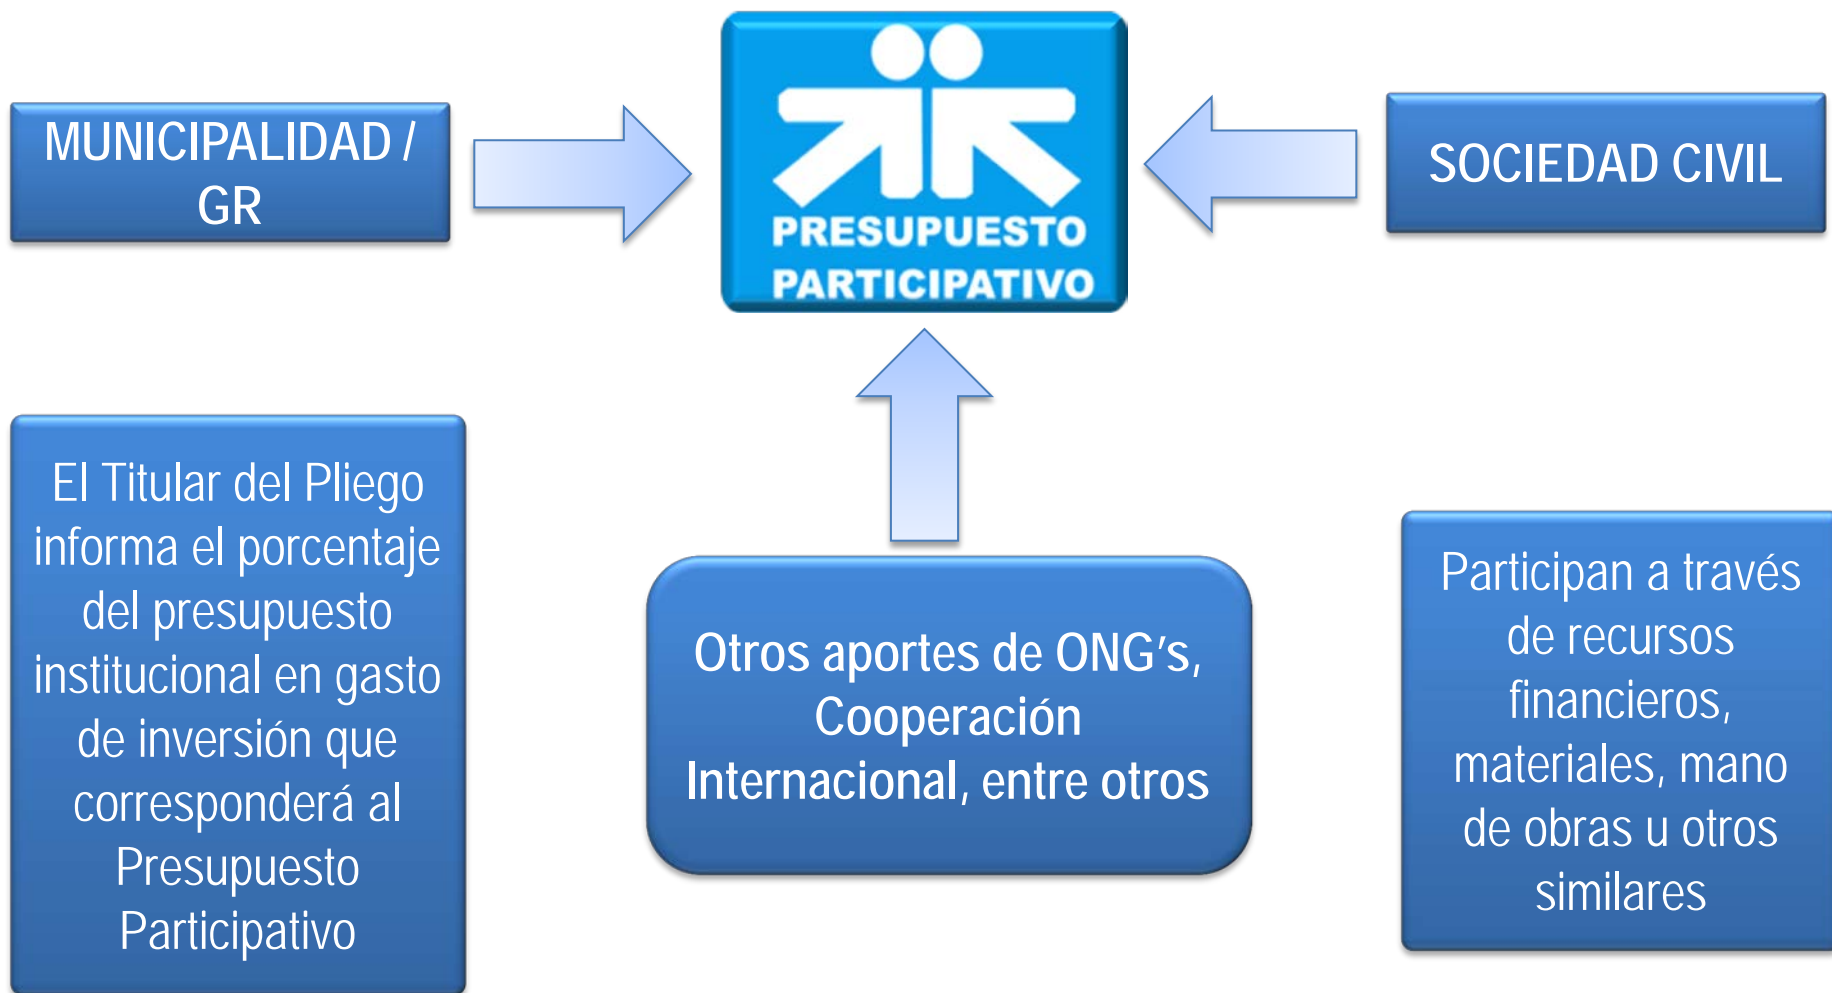 MUNICIPALIDAD /
GR
PRESUPUESTO
PARTICIPATIVO
SOCIEDAD CIVIL
El Titular del Pliego
informa el porcentaje
del presupuesto
institucional en gasto
de inversión que
corresponderá al
Presupuesto
Participativo
Otros aportes de ONG's,
Cooperación
Internacional, entre otros
Participan a través
de recursos
financieros,
materiales, mano
de obras u otros
similares